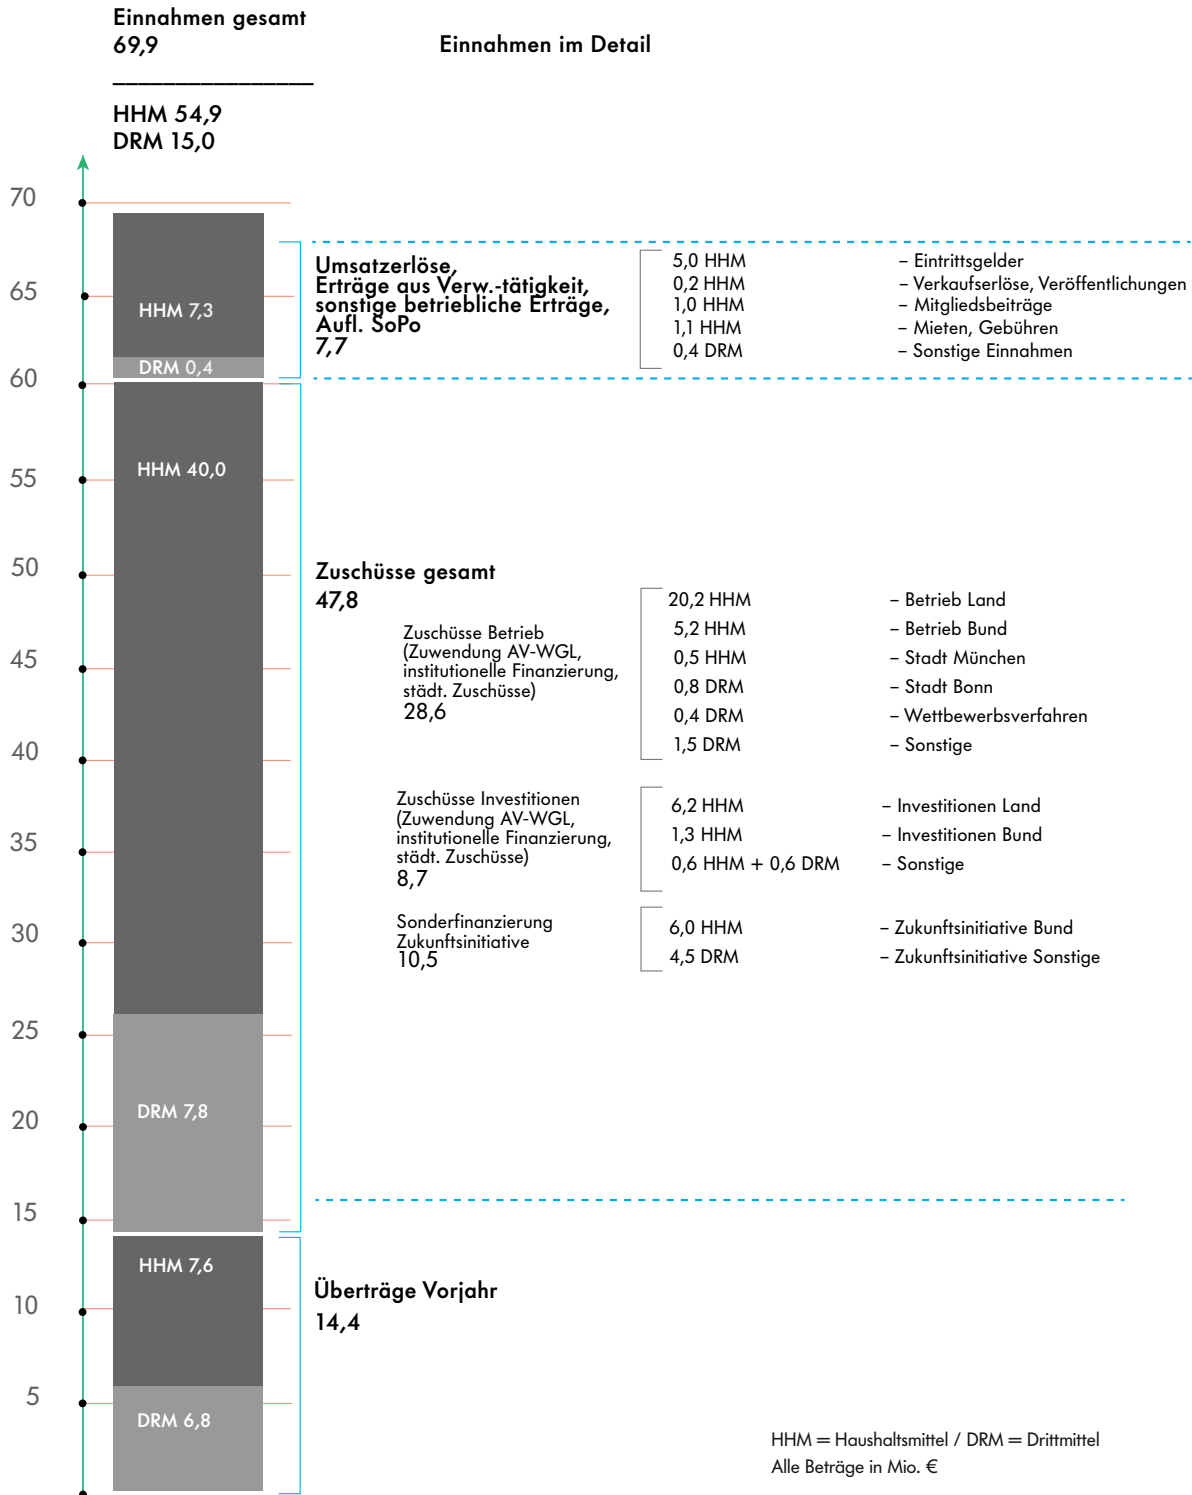 Einnahmen gesamt
69,9
Einnahmen im Detail
HHM 54,9
DRM 15,0
70
65
60
55
50
45
40
35
30
25
20
15
10
5
HHM 7,3
DRM 0,4
HHM 40,0
DRM 7,8
HHM 7,6
DRM 6,8
Umsatzerlöse,
Erträge aus Verw.-tätigkeit,
sonstige betriebliche Erträge,
Aufl. SoPo
7,7
5,0 HHM – Eintrittsgelder
0,2 HHM – Verkaufserlöse, Veröffentlichungen
1,0 HHM – Mitgliedsbeiträge
1,1 HHM – Mieten, Gebühren
0,4 DRM – Sonstige Einnahmen
Zuschüsse gesamt
47,8
Zuschüsse Betrieb
(Zuwendung AV-WGL,
institutionelle Finanzierung,
städt. Zuschüsse)
28,6
20,2 HHM – Betrieb Land
5,2 HHM – Betrieb Bund
0,5 HHM – Stadt München
0,8 DRM – Stadt Bonn
0,4 DRM – Wettbewerbsverfahren
1,5 DRM – Sonstige
Zuschüsse Investitionen
(Zuwendung AV-WGL,
institutionelle Finanzierung,
städt. Zuschüsse)
8,7
6,2 HHM – Investitionen Land
1,3 HHM – Investitionen Bund
0,6 HHM + 0,6 DRM – Sonstige
Sonderfinanzierung
Zukunftsinitiative
10,5
6,0 HHM – Zukunftsinitiative Bund
4,5 DRM – Zukunftsinitiative Sonstige
Überträge Vorjahr
14,4
HHM = Haushaltsmittel / DRM = Drittmittel
Alle Beträge in Mio. €